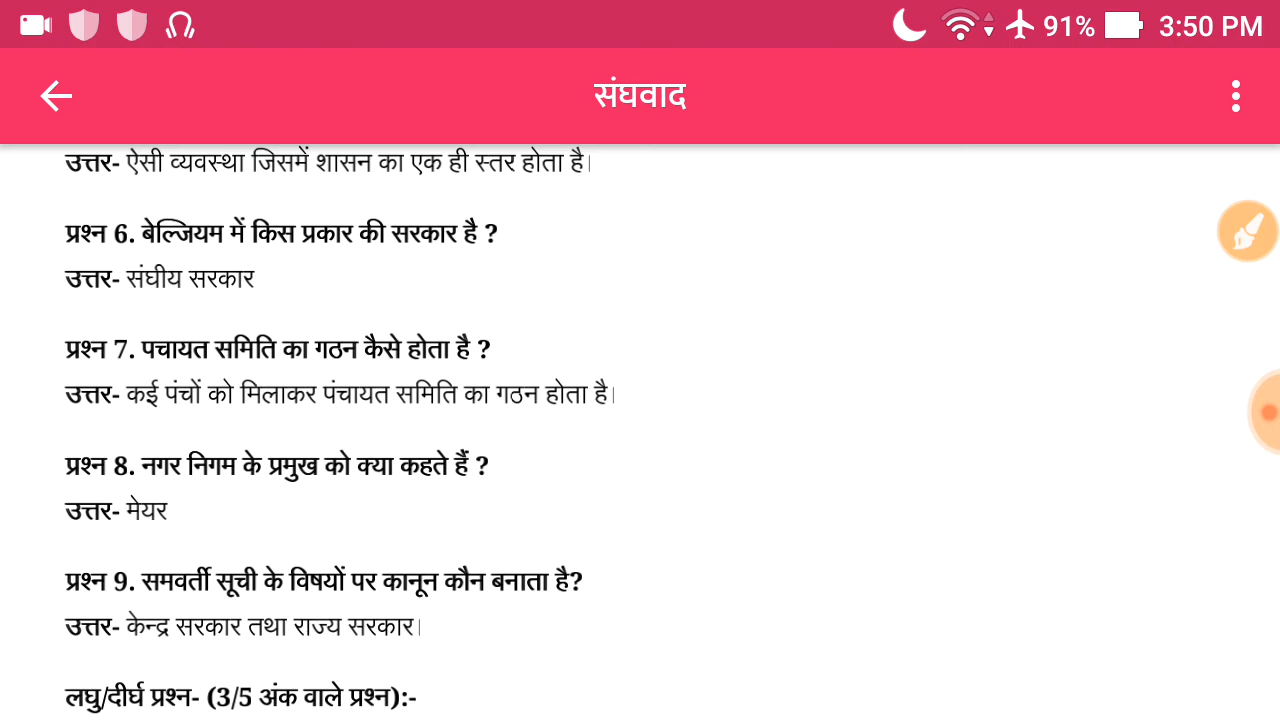 91% 3:50 PM
संघवाद
उत्तर- ऐसी व्यवस्था जिसमें शासन का एक ही स्तर होता है।
प्रश्न 6. बेल्जियम में किस प्रकार की सरकार है ?
उत्तर- संघीय सरकार
प्रश्न 7. पचायत समिति का गठन कैसे होता है ?
उत्तर- कई पंचों को मिलाकर पंचायत समिति का गठन होता है।
प्रश्न 8. नगर निगम के प्रमुख को क्या कहते हैं ?
उत्तर- मेयर
प्रश्न 9. समवर्ती सूची के विषयों पर कानून कौन बनाता है?
उत्तर- केन्द्र सरकार तथा राज्य सरकार।
लघु/दीर्घ प्रश्न- (3/5 अंक वाले प्रश्न):-